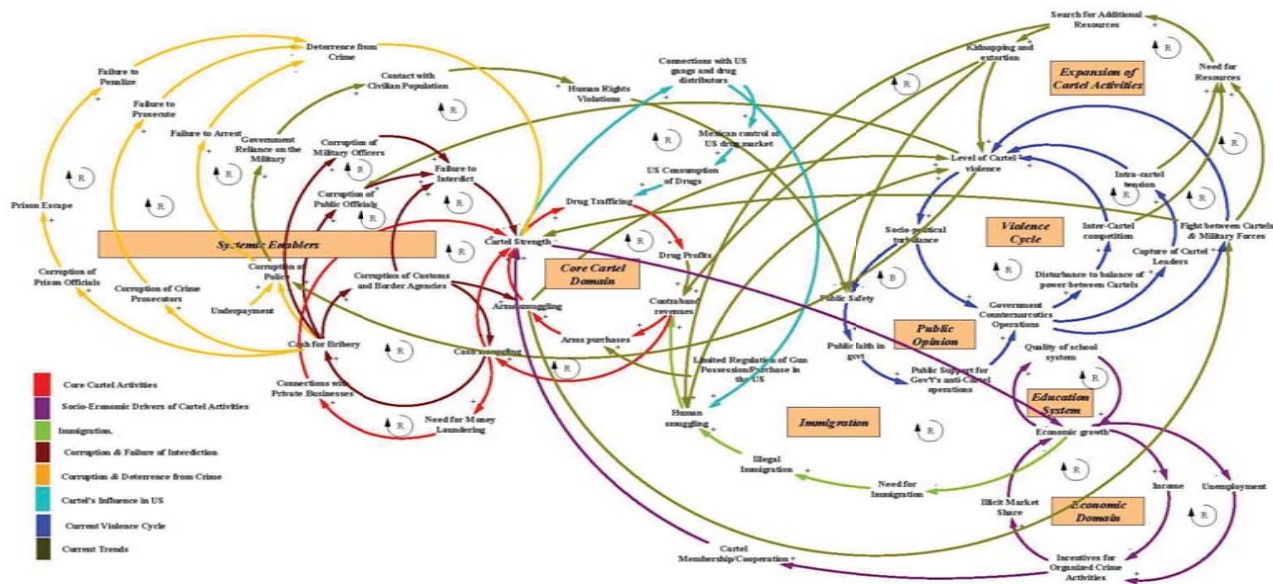 Search for Additional
Resources
Deterrence from
Crime
Kidnapping and
extortion
Connections with US
gangs and drug
distributors
Failure to
Penalize
Contact with
Civilian Population
Expansion of
Cartel Activities
Need for
Resources
Human Rights
Violations
Failure to
Prosecute
Failure to Arrest
Government
Reliance on the
Military
Corruption of
Military Officers
Mexican control of
US drug market
Failure to
Interdict
Level of Cartel
violence
US Consumption
of Drugs
Intra-cartel
tension
Prison Escape
Corruption of
Public Officials
Drug Trafficing
Systemic Enablers
Cartel Strength
Socio-political
turbulance
Violence
Cycle
Inter-Cartel
competition
Fight between Cartels
& Military Forces
Drug Profits
Capture of Cartel
Leaders
Corruption of
Prison Officials
Corruption of
Police
Corruption of Customs
and Border Agencies
Core Cartel
Domain
Disturbance to balance of
power between Cartels
Corruption of Crime
Prosecutors
Underpayment
Arms smuggling
Contraband
revenues
Public Safety
Government
Counternarcotics
Operations
Cash for Bribery
Arms purchases
Public
Opinion
Public faith in
govt
Quality of school
system
Cash smuggling
Limited Regulation of Gun
Possession/Purchase in
the US
Public Support for
Gov'Y's anti-Cartel
operations
Connections with
Private Businesses
Education
System
Need for Money
Laundering
Human
smuggling
Immigration
Economic growth
Illegal
Immigration
Need for
Immigration
Illicit Market
Share
Economic
Domain
Income
Unemployment
Cartel
Membership/Cooperation
Incentives for
Organized Crime
Activities
Core Cartel Activities
Socio-Economic Drivers of Cartel Activities
Immigration.
Corruption & Failure of Interdiction
Corruption & Deterrence from Crime
Cartel's Influence in US
Current Violence Cycle
Current Trends